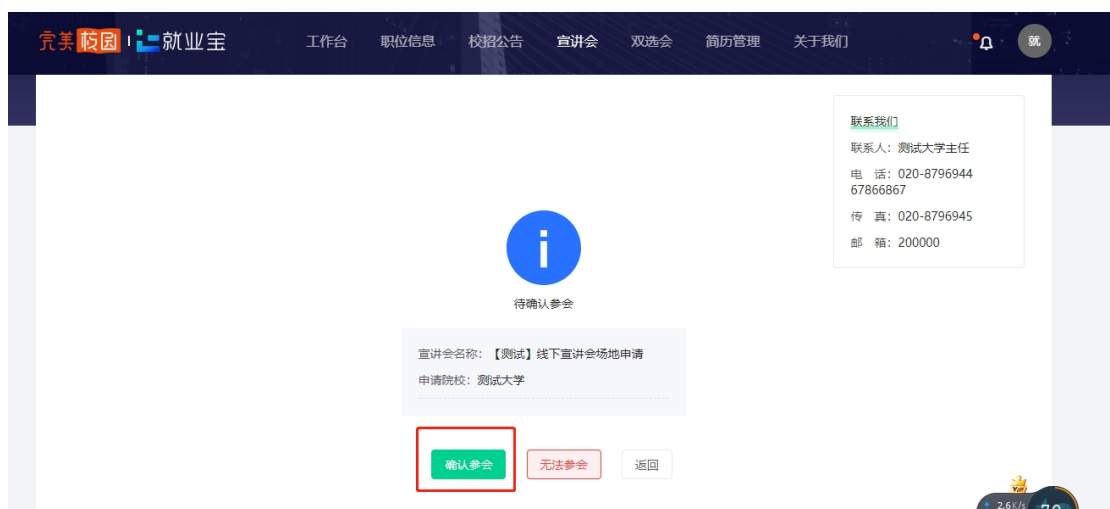 完美校园 就业宝 工作台 职位信息 校招公告 宣讲会 双选会 简历管理 关于我们 就
联系我们
联系人：测试大学主任
电 话：020-8796944
67866867
传 真：020-8796945
邮 箱：200000
i
待确认参会
宣讲会名称：【测试】线下宣讲会场地申请
申请院校：测试大学
确认参会 无法参会 返回
2.6K/s